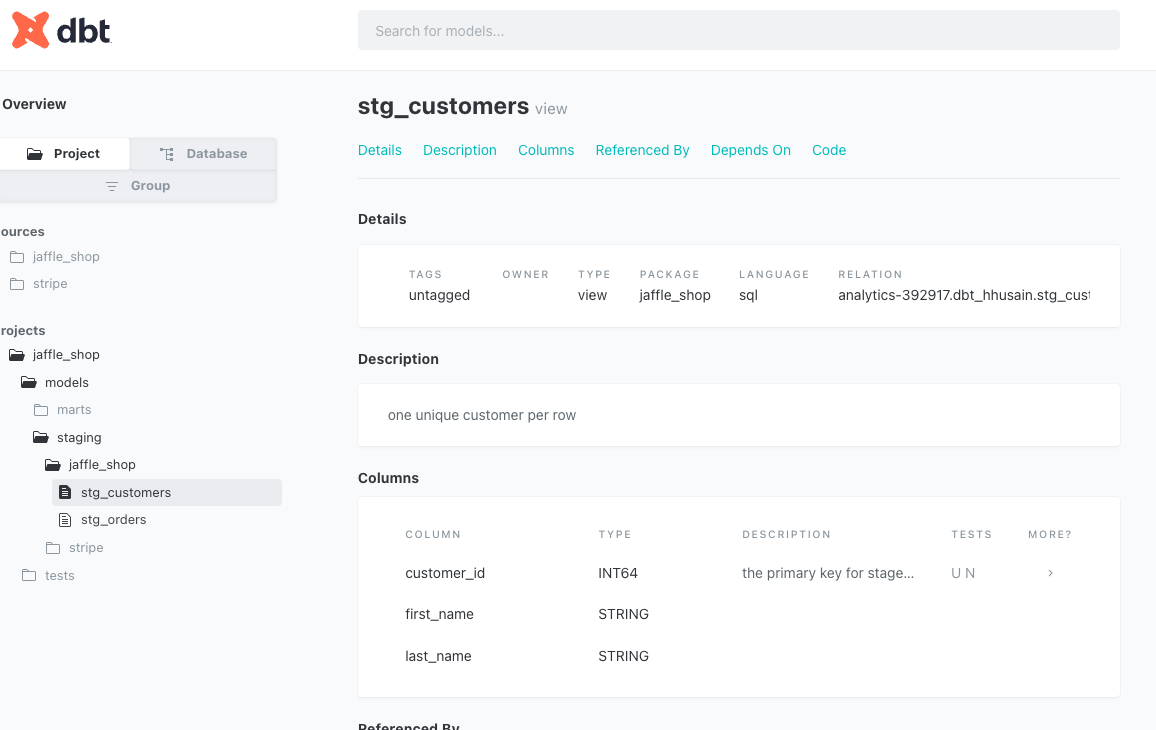 dbt
Search for models...
Overview
Project
Database
Group
ources
jaffle_shop
stripe
rojects
jaffle_shop
models
marts
staging
jaffle_shop
stg_customers
stg_orders
stripe
tests
stg_customers view
Details Description Columns Referenced By Depends On Code
Details
TAGS OWNER TYPE PACKAGE LANGUAGE RELATION
untagged view jaffle_shop sql analytics-392917.dbt_hhusain.stg_cust
Description
one unique customer per row
Columns
COLUMN TYPE DESCRIPTION TESTS MORE?
customer_id INT64 the primary key for stage... U N >
first_name STRING
last_name STRING
Referenced By